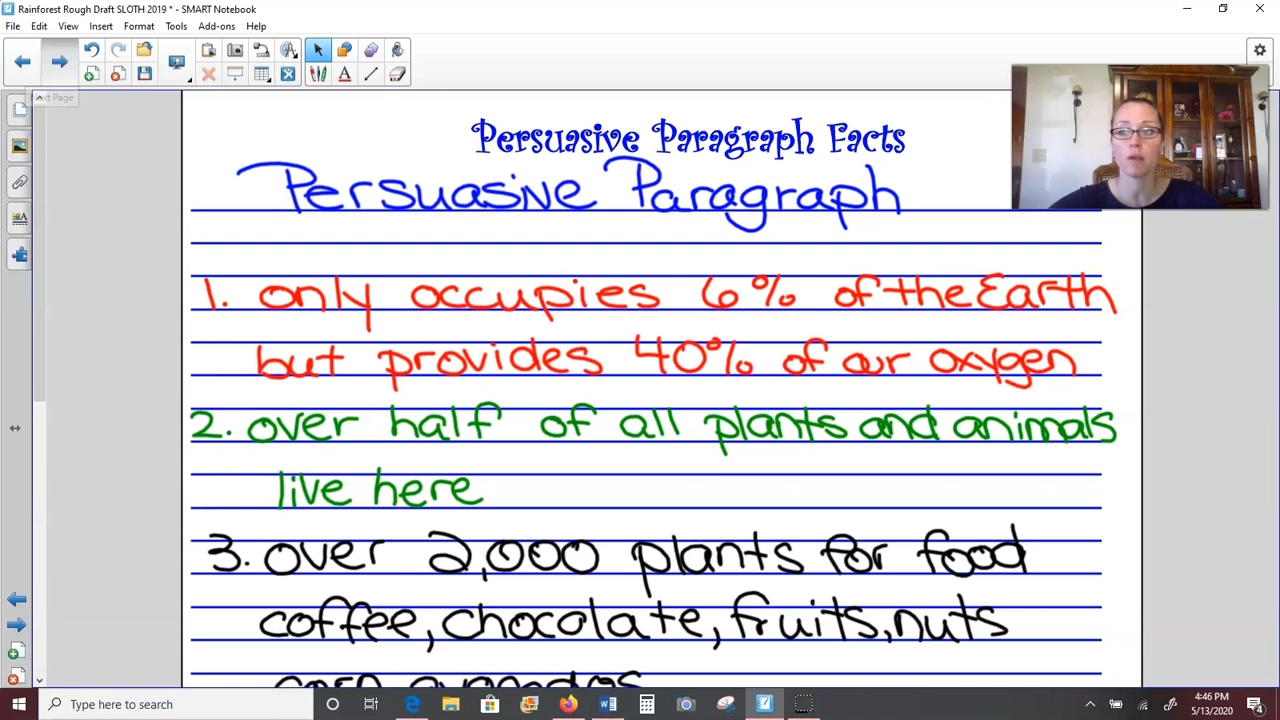 Rainforest Rough Draft SLOTH 2019 * - SMART Notebook
File Edit View Insert Format Tools Add-ons Help
Next Page
Persuasive Paragraph Facts
Persuasive Paragraph
1. only occupies 6% of the Earth
but provides 40% of our oxygen
2. over half of all plants and animals
live here
3. over 2,000 plants for food
coffee, chocolate, fruits, nuts
Type here to search
4:46 PM
5/13/2020
4